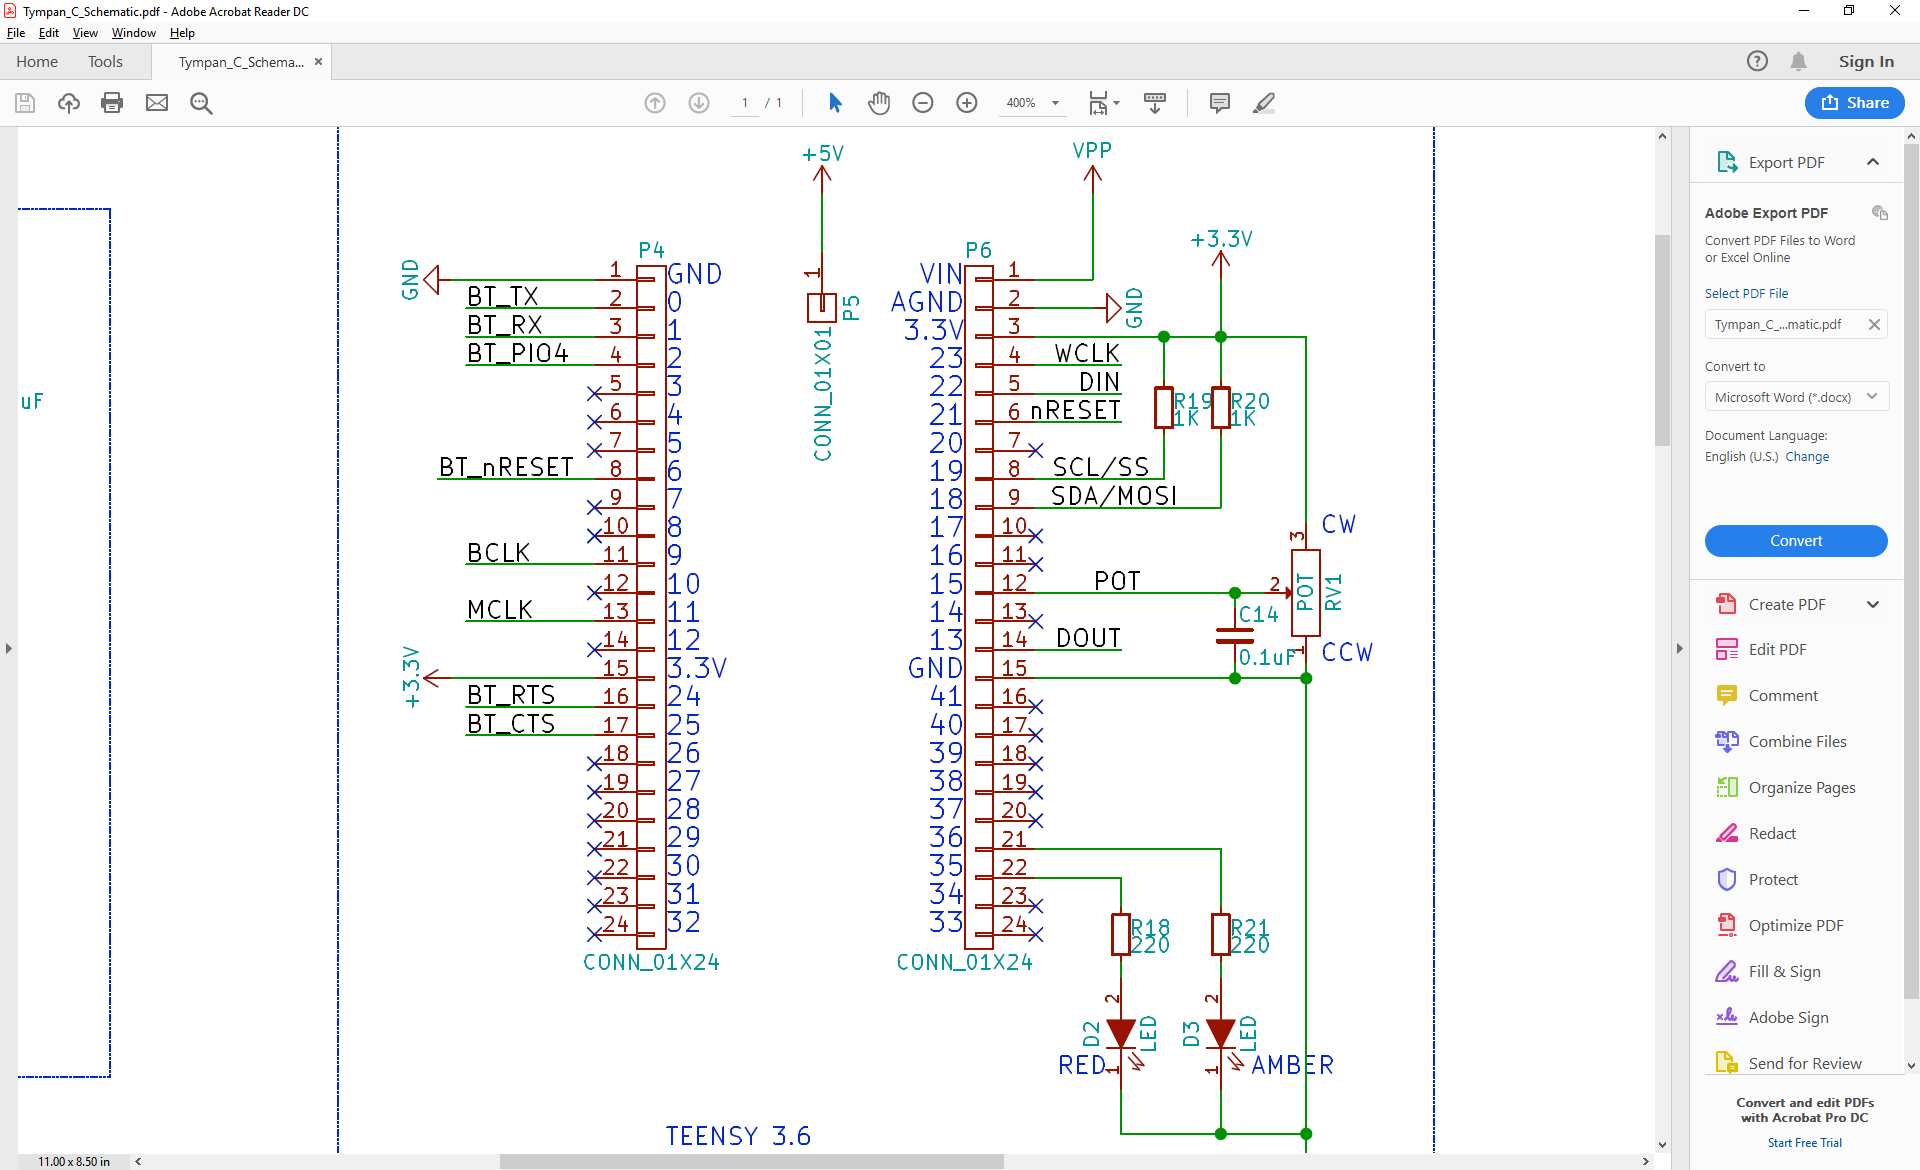 Tympan_C_Schematic.pdf - Adobe Acrobat Reader DC
File Edit View Window Help
Home Tools Tympan_C_Schema... ×
Sign In
1 / 1
400%
Share
uF
+5V
VPP
+3.3V
P4
P6
P5
CONN_01X01
1
GND
1 GND
BT_TX 2 0
BT_RX 3 1
BT_PIO4 4 2
5 3
6 4
7 5
BT_nRESET 8 6
9 7
10 8
BCLK 11 9
12 10
MCLK 13 11
14 12
+3.3V 15 3.3V
BT_RTS 16 24
BT_CTS 17 25
18 26
19 27
20 28
21 29
22 30
23 31
24 32
CONN_01X24
VIN 1
AGND 2 GND
3.3V 3
23 4 WCLK
22 5 DIN
21 6 nRESET
20 7
19 8 SCL/SS
18 9 SDA/MOSI
17 10
16 11
15 12 POT
14 13
13 14 DOUT
GND 15
41 16
40 17
39 18
38 19
37 20
36 21
35 22
34 23
33 24
CONN_01X24
R19
1K
R20
1K
3 CW
2 POT RV1
C14
0.1uF
1 CCW
R18
220
R21
220
2
2
D2 LED
D3 LED
RED 1
1 AMBER
TEENSY 3.6
11.00 x 8.50 in
Export PDF
Adobe Export PDF
Convert PDF Files to Word
or Excel Online
Select PDF File
Tympan_C_...matic.pdf
Convert to
Microsoft Word (*.docx)
Document Language:
English (U.S.) Change
Convert
Create PDF
Edit PDF
Comment
Combine Files
Organize Pages
Redact
Protect
Optimize PDF
Fill & Sign
Adobe Sign
Send for Review
Convert and edit PDFs
with Acrobat Pro DC
Start Free Trial